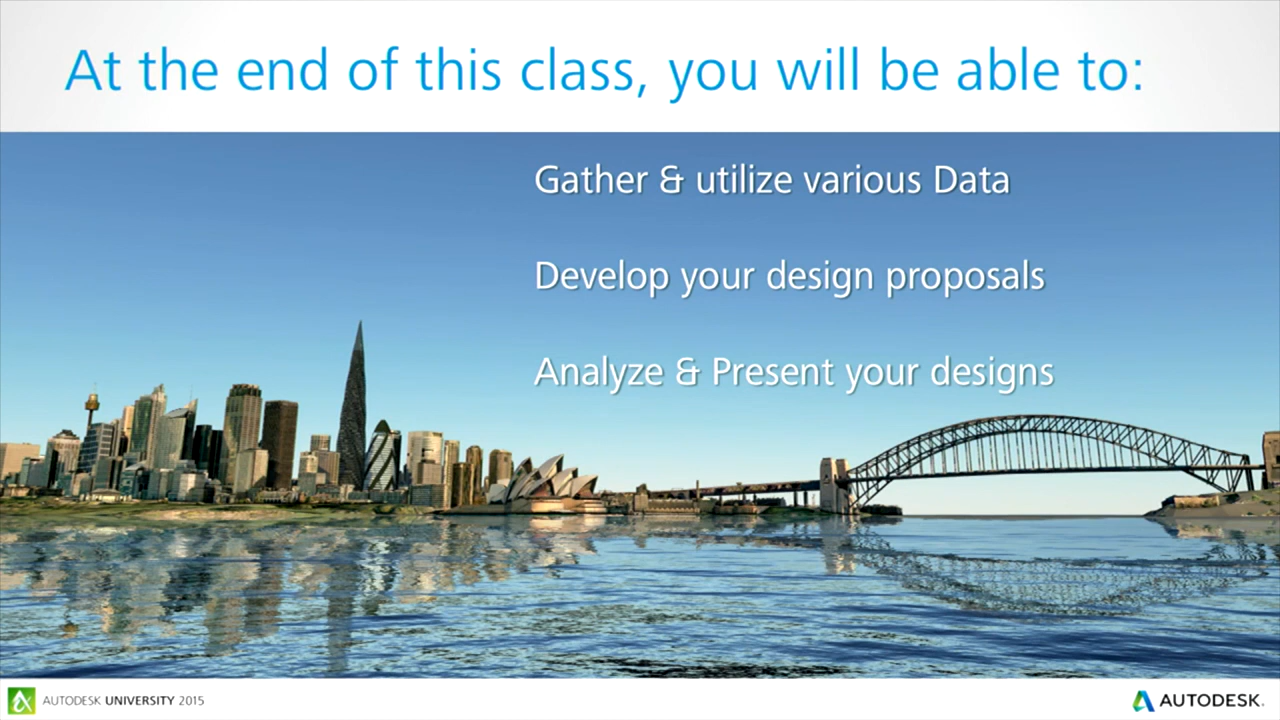 At the end of this class, you will be able to:
Gather & utilize various Data
Develop your design proposals
Analyze & Present your designs
AUTODESK UNIVERSITY 2015
AUTODESK.